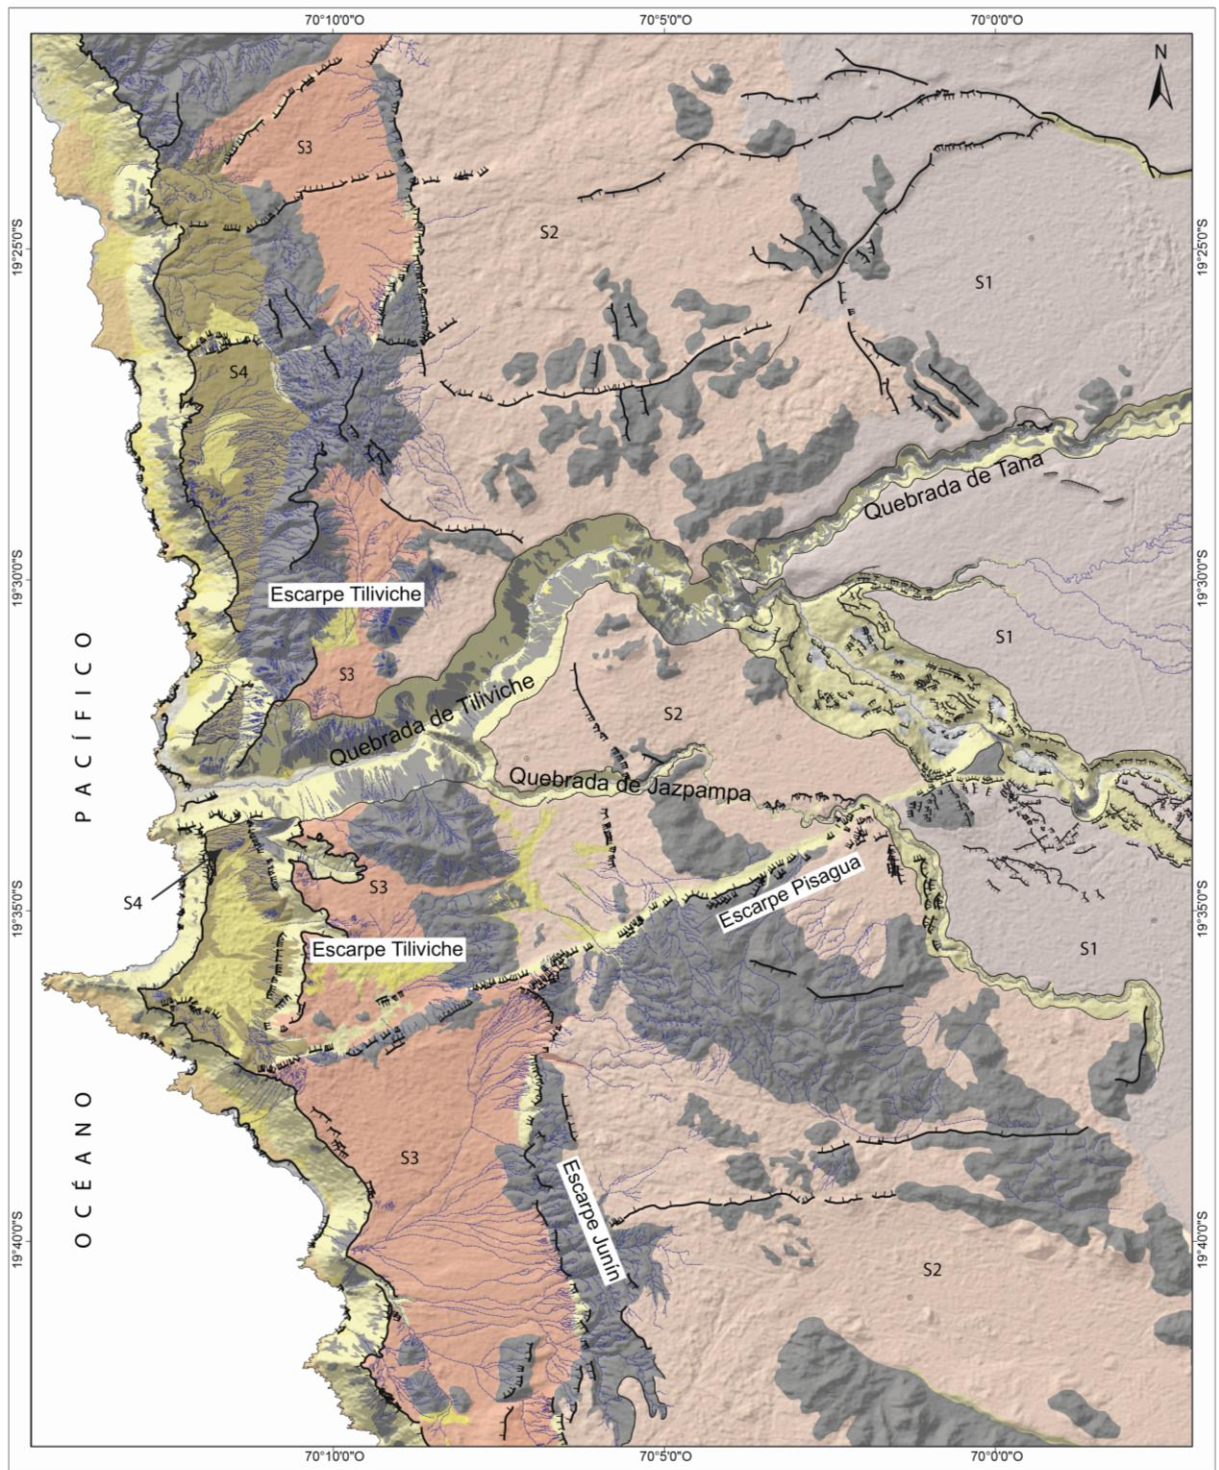 70°10'0"O
70°5'0"O
70°0'0"O
N
S3
S2
19°25'0"S
19°25'0"S
S1
S4
Quebrada de Tana
19°30'0"S
19°30'0"S
Escarpe Tiliviche
S1
S3
PACÍFICO
S2
Quebrada de Tiliviche
Quebrada de Jazpampa
S3
Escarpe Pisagua
S4
19°35'0"S
19°35'0"S
Escarpe Tiliviche
S1
OCÉANO
S3
Escarpe Junín
19°40'0"S
19°40'0"S
S2
70°10'0"O
70°5'0"O
70°0'0"O